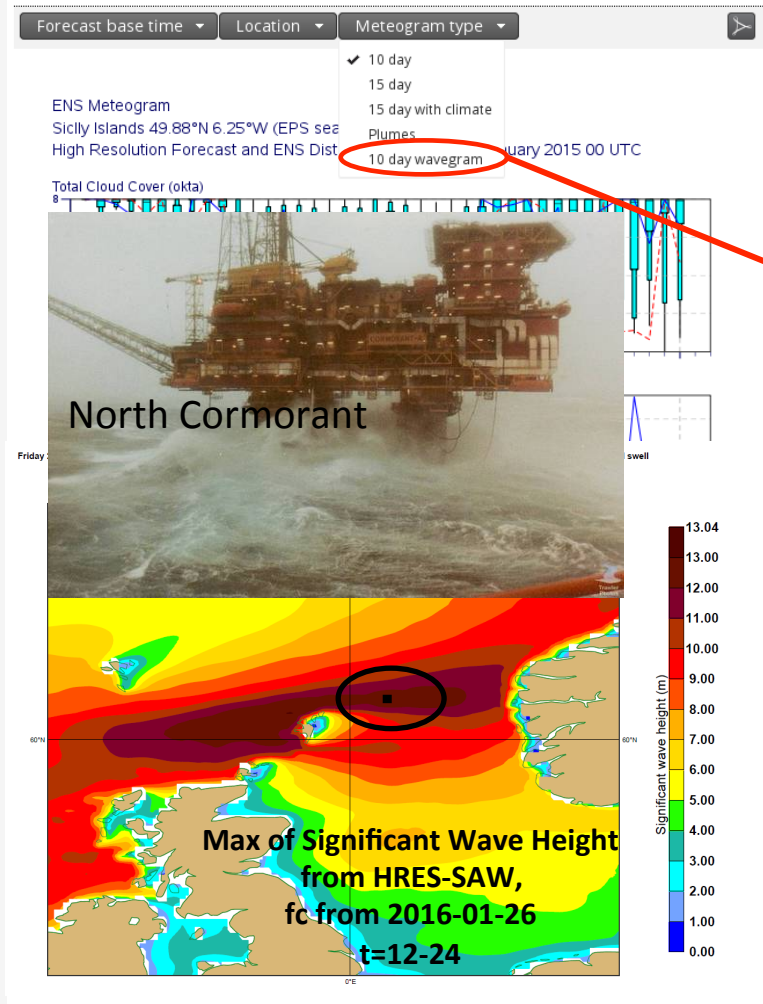 Forecast base time Location Meteogram type
10 day
15 day
15 day with climate
Plumes
10 day wavegram
ENS Meteogram
Sicily Islands 49.88°N 6.25°W (EPS sea
High Resolution Forecast and ENS Dist uary 2015 00 UTC
Total Cloud Cover (okta)
8
CORMORANT A
North Cormorant
Friday swell
13.04
13.00
12.00
11.00
10.00
9.00
8.00
7.00
6.00
5.00
4.00
3.00
2.00
1.00
0.00
Significant wave height (m)
60°N 60°N
Max of Significant Wave Height
from HRES-SAW,
fc from 2016-01-26
t=12-24
0°E